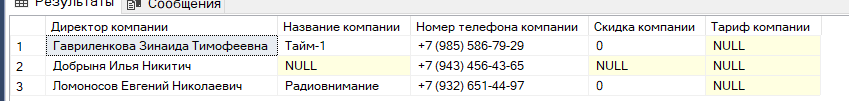 Результаты Сообщения
Директор компании Название компании Номер телефона компании Скидка компании Тариф компании
1 Гавриленкова Зинаида Тимофеевна Тайм-1 +7 (985) 586-79-29 0 NULL
2 Добрыня Илья Никитич NULL +7 (943) 456-43-65 NULL NULL
3 Ломоносов Евгений Николаевич Радиовнимание +7 (932) 651-44-97 0 NULL